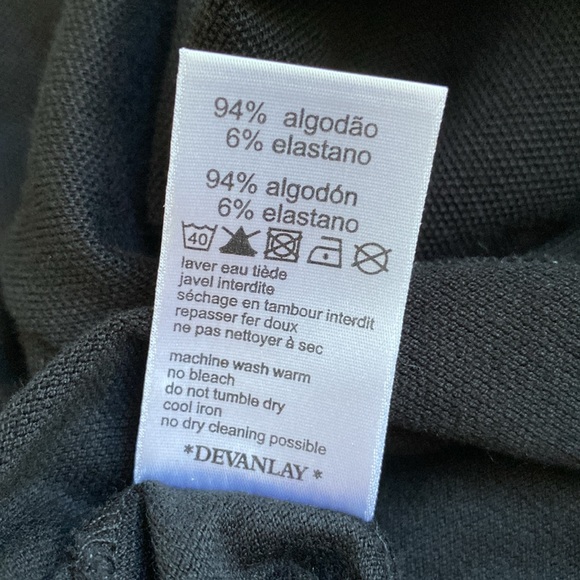 94% algodão
6% elastano
94% algodón
6% elastano
40
laver eau tiède
javel interdite
séchage en tambour interdit
repasser fer doux
ne pas nettoyer à sec
machine wash warm
no bleach
do not tumble dry
cool iron
no dry cleaning possible
*DEVANLAY*